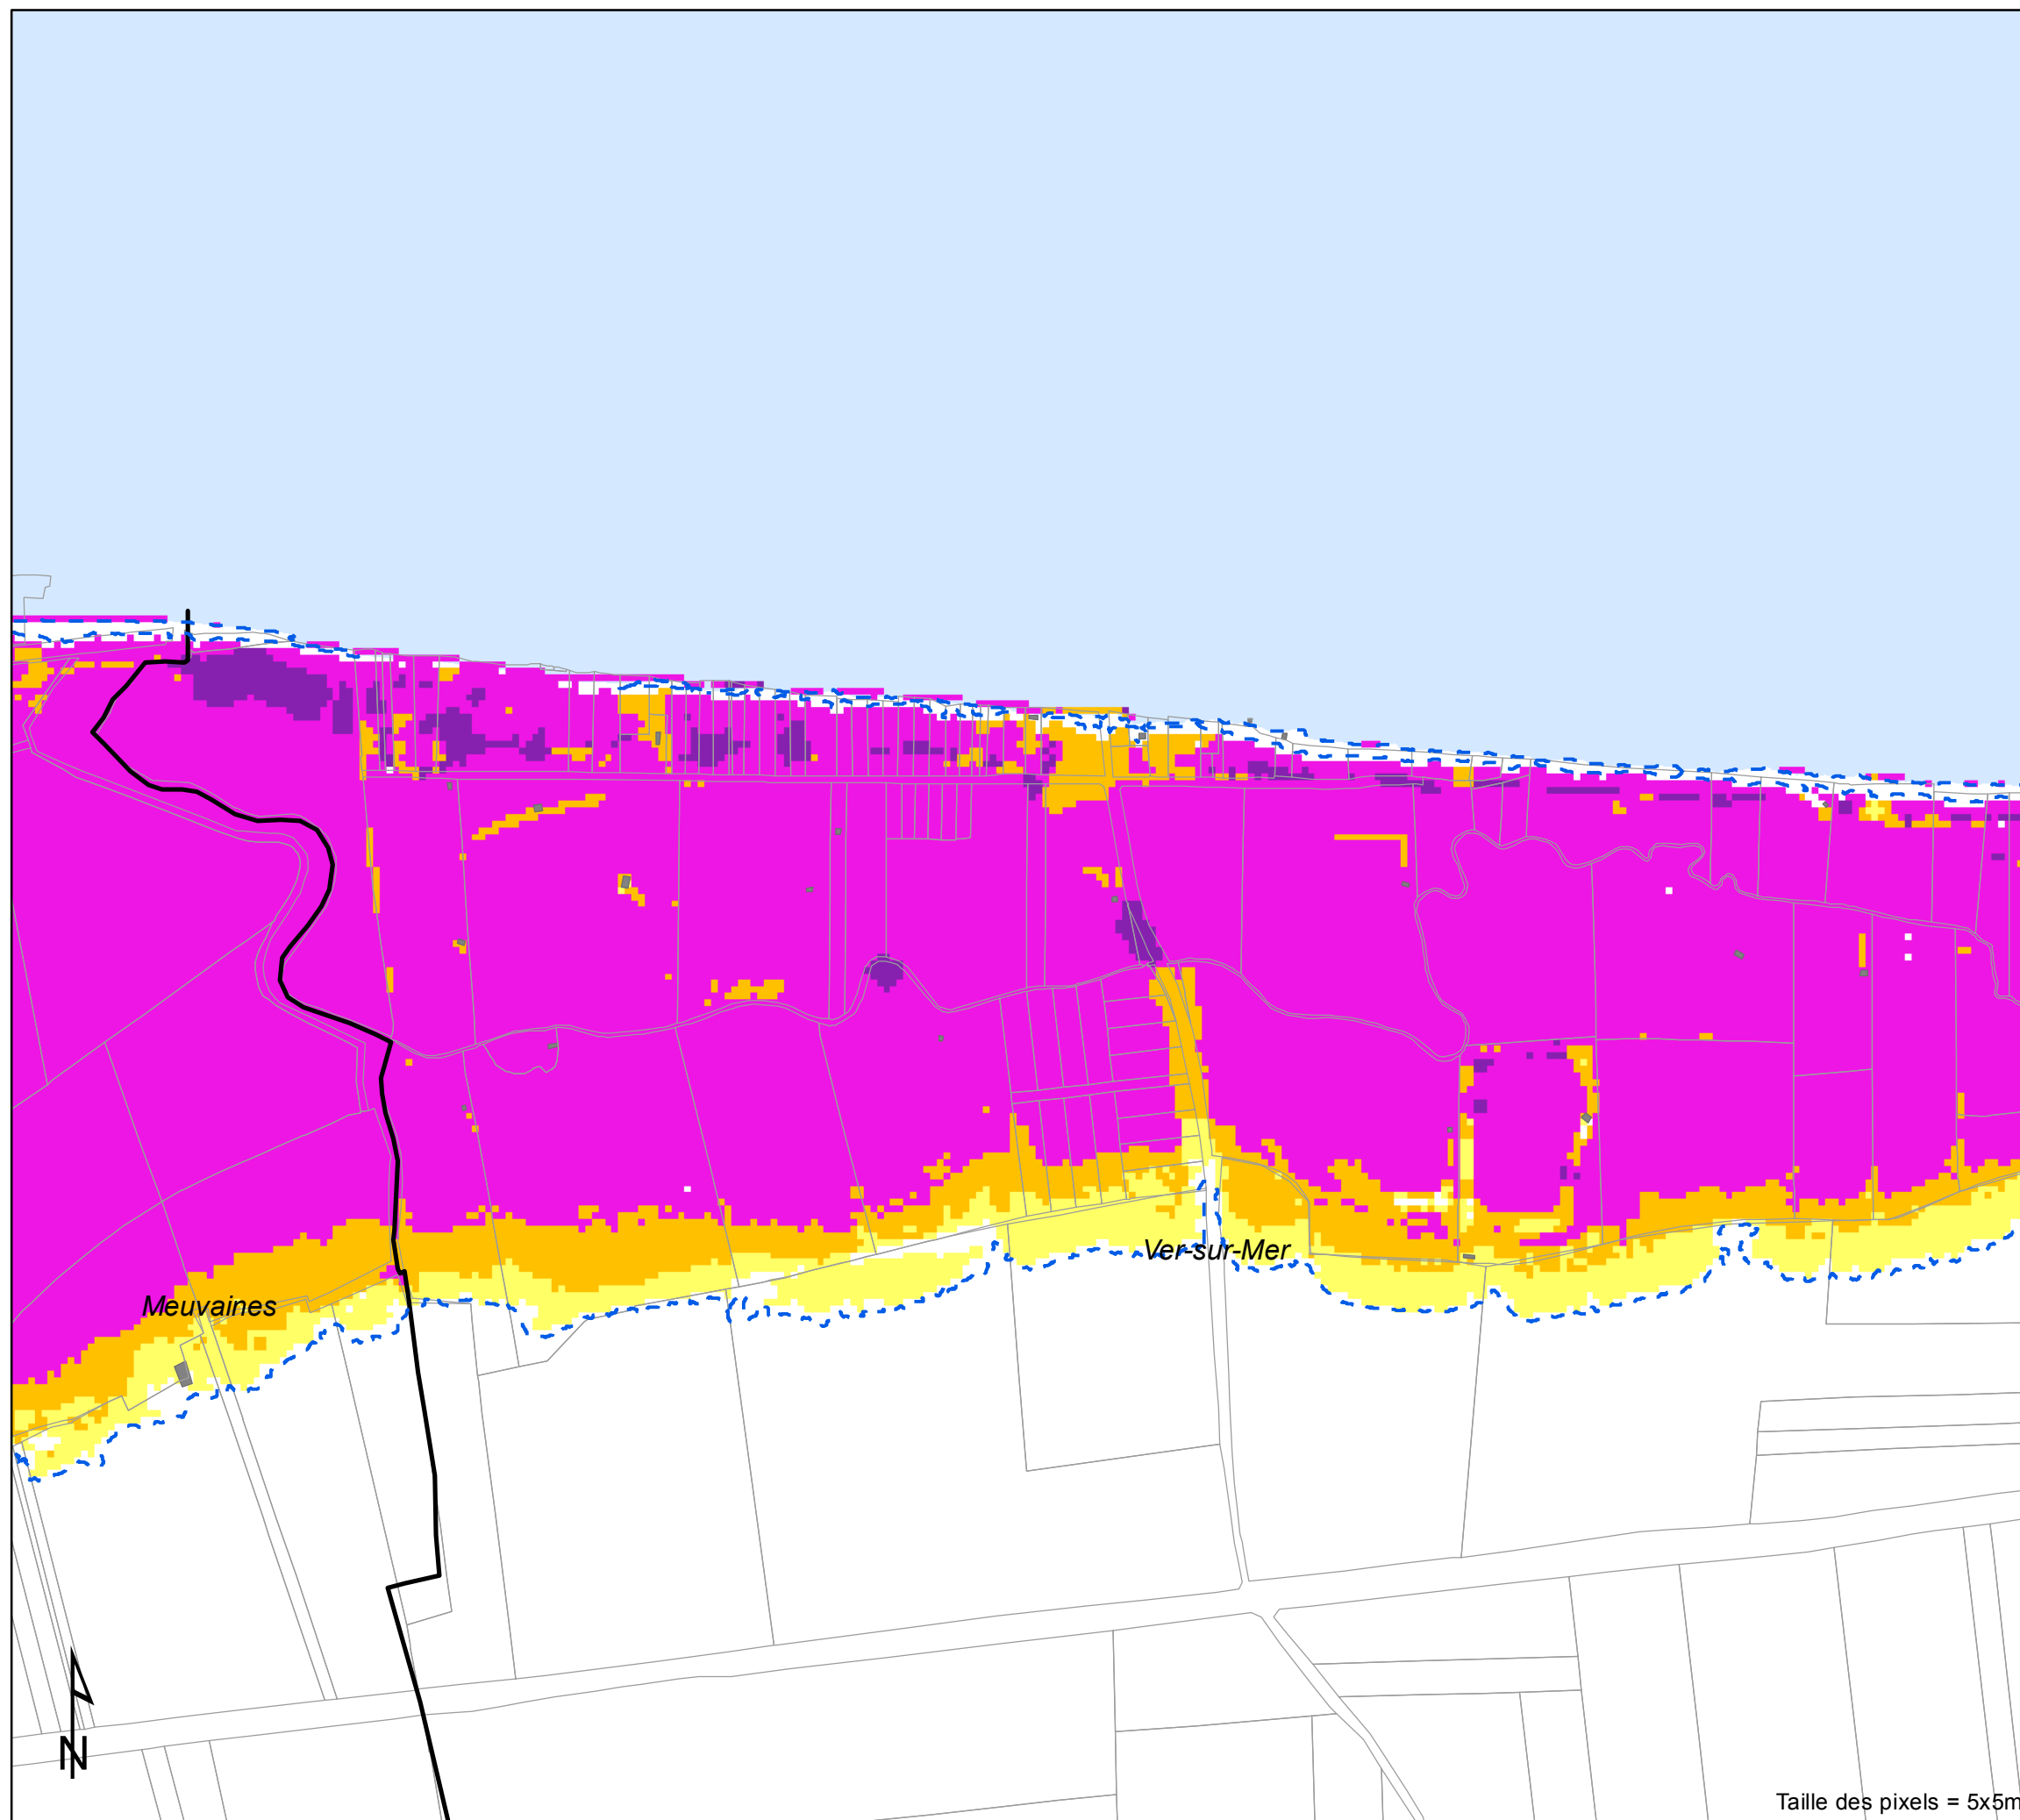 Ver-sur-Mer
Meuvaines
N
Taille des pixels = 5x5m